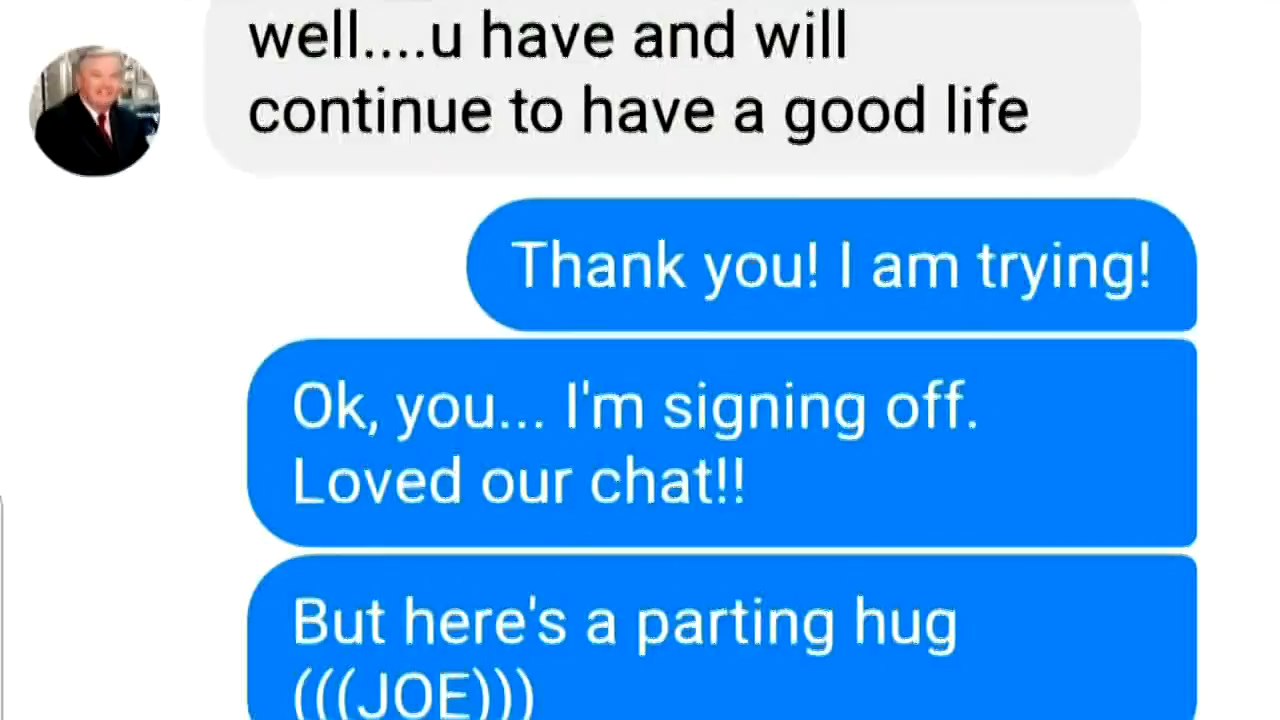 well....u have and will
continue to have a good life
Thank you! I am trying!
Ok, you... I'm signing off.
Loved our chat!!
But here's a parting hug
(((JOE)))